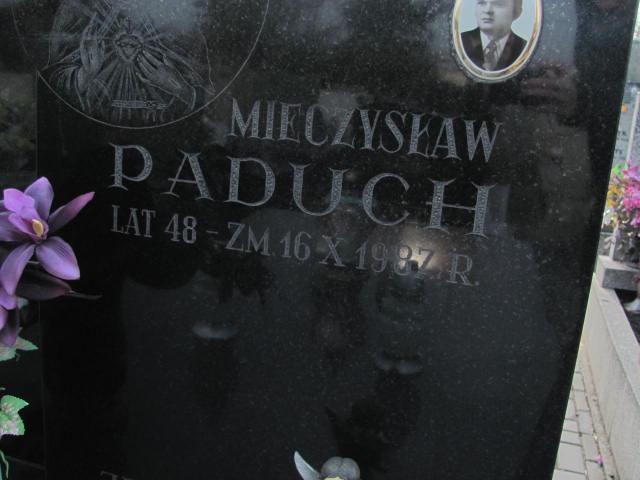 MIECZYSŁAW
PADUCH
LAT 48 - ZM. 16 X 1987. R.